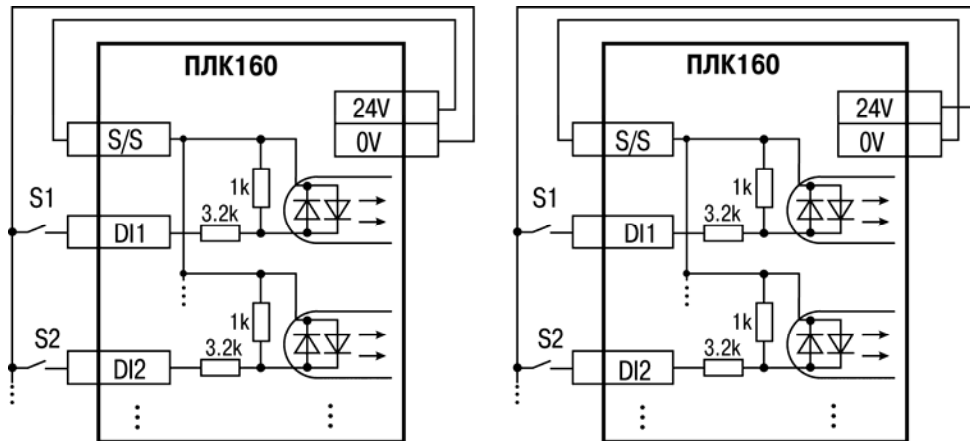 ПЛК160
24V
0V
S/S
1k
S1
3.2k
DI1
1k
S2
3.2k
DI2
ПЛК160
24V
0V
S/S
1k
S1
3.2k
DI1
1k
S2
3.2k
DI2